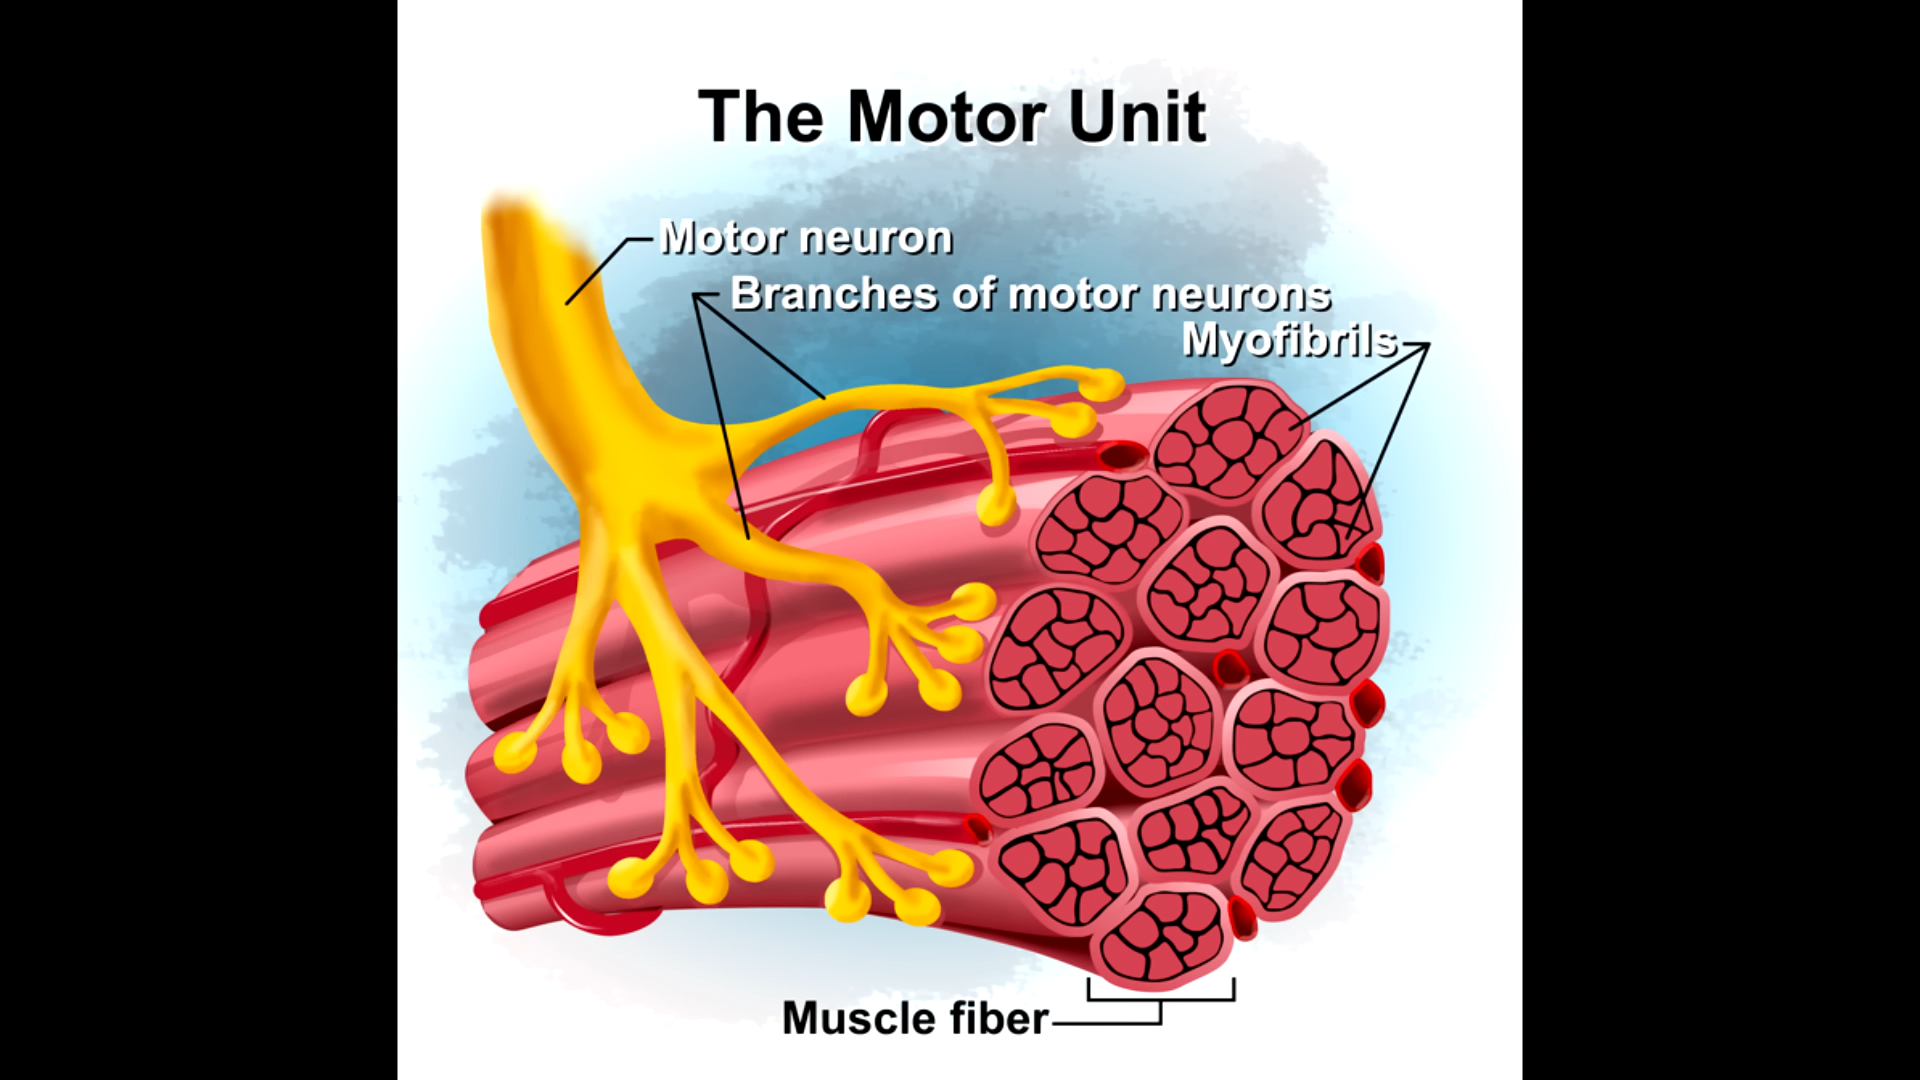 The Motor Unit
Motor neuron
Branches of motor neurons
Myofibrils
Muscle fiber